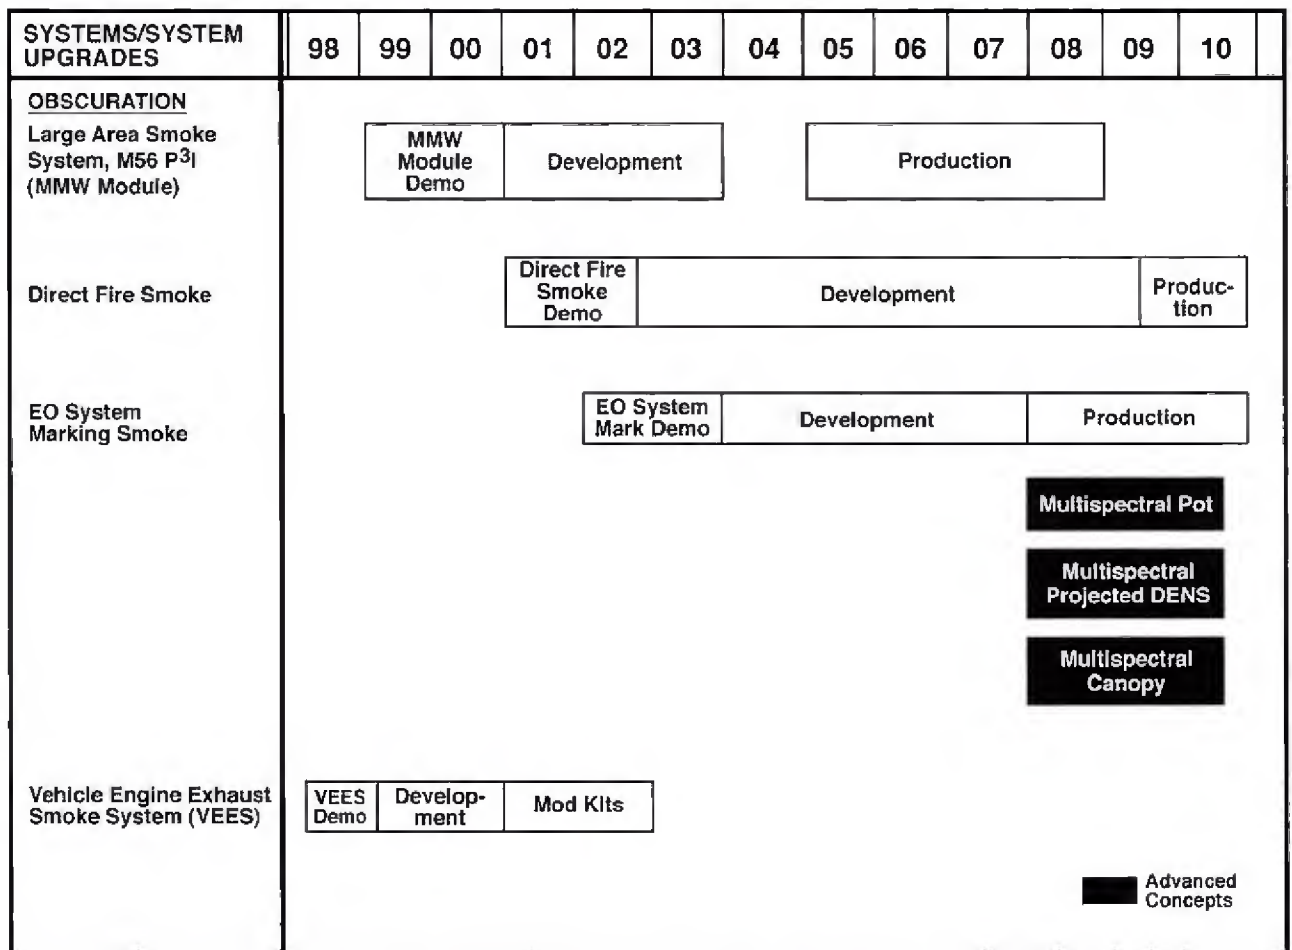 SYSTEMS/SYSTEM
UPGRADES
98 99 00 01 02 03 04 05 06 07 08 09 10
OBSCURATION
Large Area Smoke
System, M56 P³I
(MMW Module)
MMW
Module
Demo
Development
Production
Direct Fire Smoke
Direct Fire
Smoke
Demo
Development
Produc-
tion
EO System
Marking Smoke
EO System
Mark Demo
Development
Production
Multispectral Pot
Multispectral
Projected DENS
Multispectral
Canopy
Vehicle Engine Exhaust
Smoke System (VEES)
VEES
Demo
Develop-
ment
Mod Kits
Advanced
Concepts